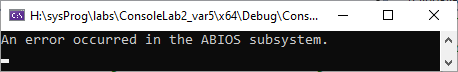 H:\sysProg\labs\ConsoleLab2_var5\x64\Debug\Cons...
An error occurred in the ABIOS subsystem.